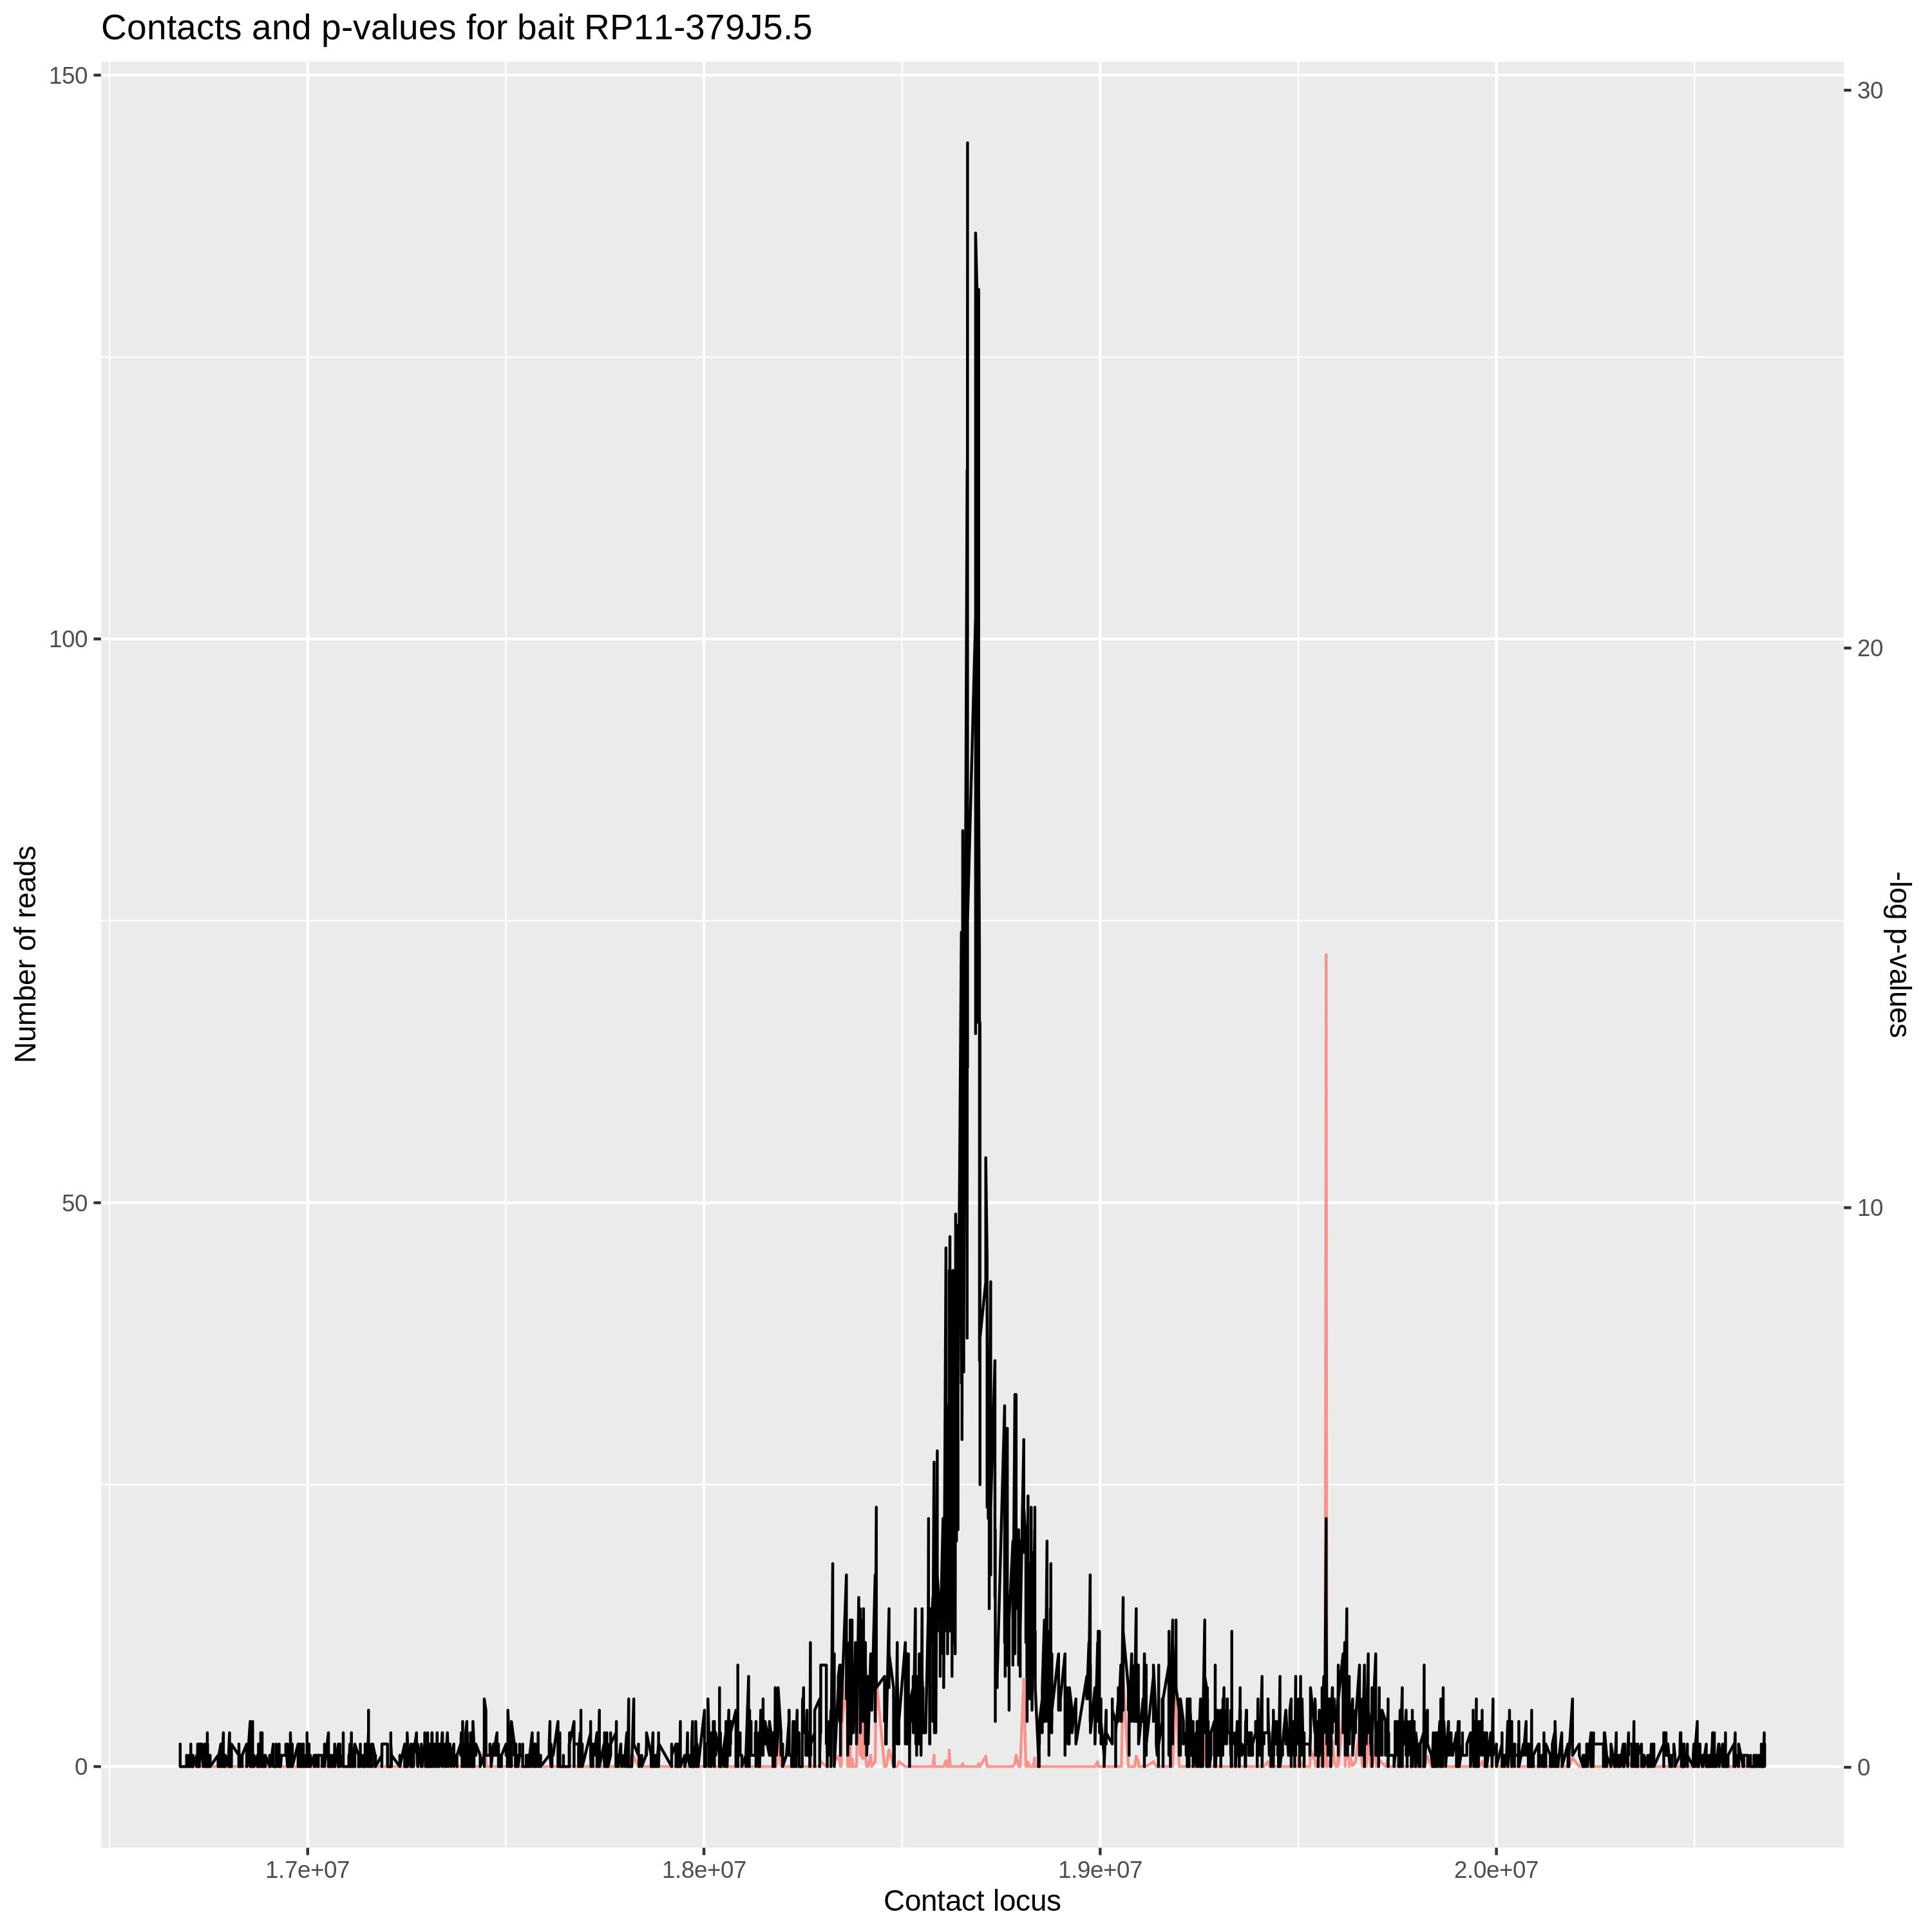 Contacts and p-values for bait RP11-379J5.5
150
100
50
0
Number of reads
30
20
10
0
-log p-values
1.7e+07
1.8e+07
1.9e+07
2.0e+07
Contact locus